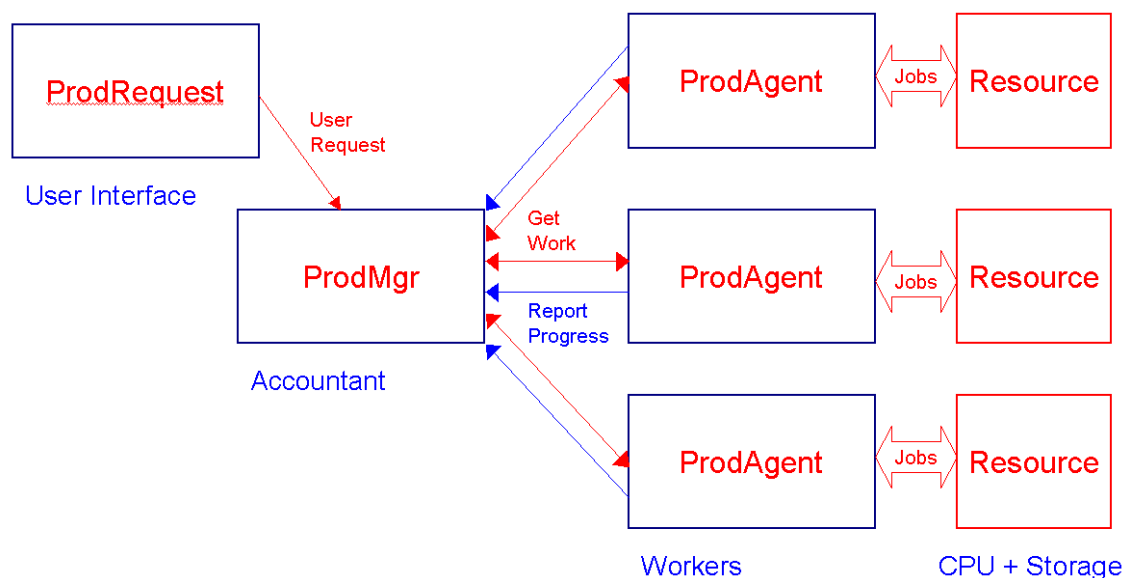 ProdRequest
User
Request
User Interface
ProdMgr
Accountant
Get
Work
Report
Progress
ProdAgent
Jobs
Resource
ProdAgent
Jobs
Resource
ProdAgent
Jobs
Resource
Workers
CPU + Storage